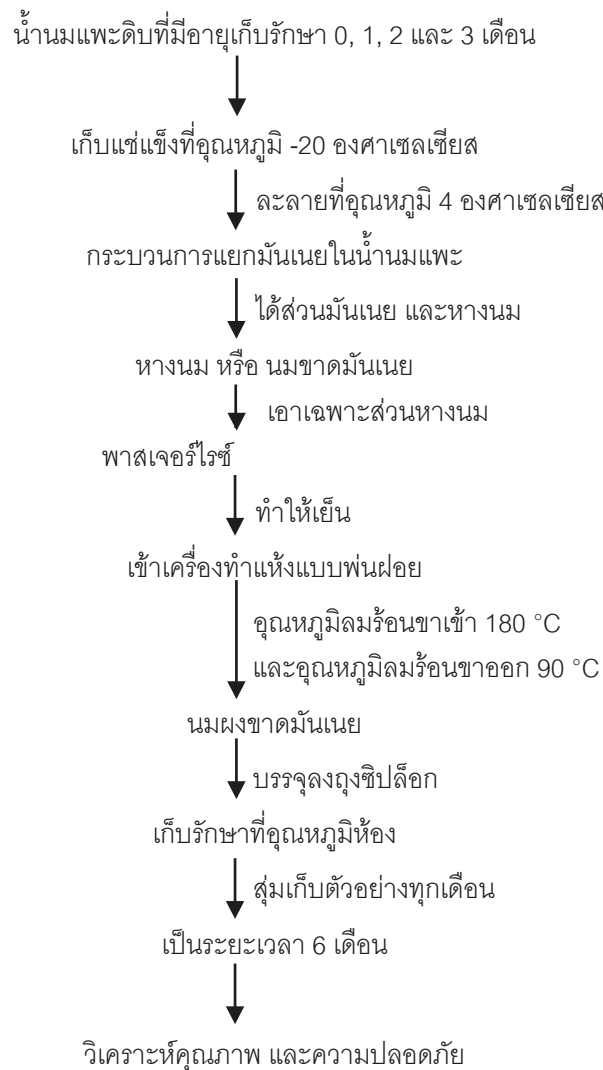 น้ำนมแพะดิบที่มีอายุเก็บรักษา 0, 1, 2 และ 3 เดือน
เก็บแช่แข็งที่อุณหภูมิ -20 องศาเซลเซียส
ละลายที่อุณหภูมิ 4 องศาเซลเซียส
กระบวนการแยกมันเนยในน้ำนมแพะ
ได้ส่วนมันเนย และหางนม
หางนม หรือ นมขาดมันเนย
เอาเฉพาะส่วนหางนม
พาสเจอร์ไรซ์
ทำให้เย็น
เข้าเครื่องทำแห้งแบบพ่นฝอย
อุณหภูมิลมร้อนขาเข้า 180 °C
และอุณหภูมิลมร้อนขาออก 90 °C
นมผงขาดมันเนย
บรรจุลงถุงซิปล็อก
เก็บรักษาที่อุณหภูมิห้อง
สุ่มเก็บตัวอย่างทุกเดือน
เป็นระยะเวลา 6 เดือน
วิเคราะห์คุณภาพ และความปลอดภัย